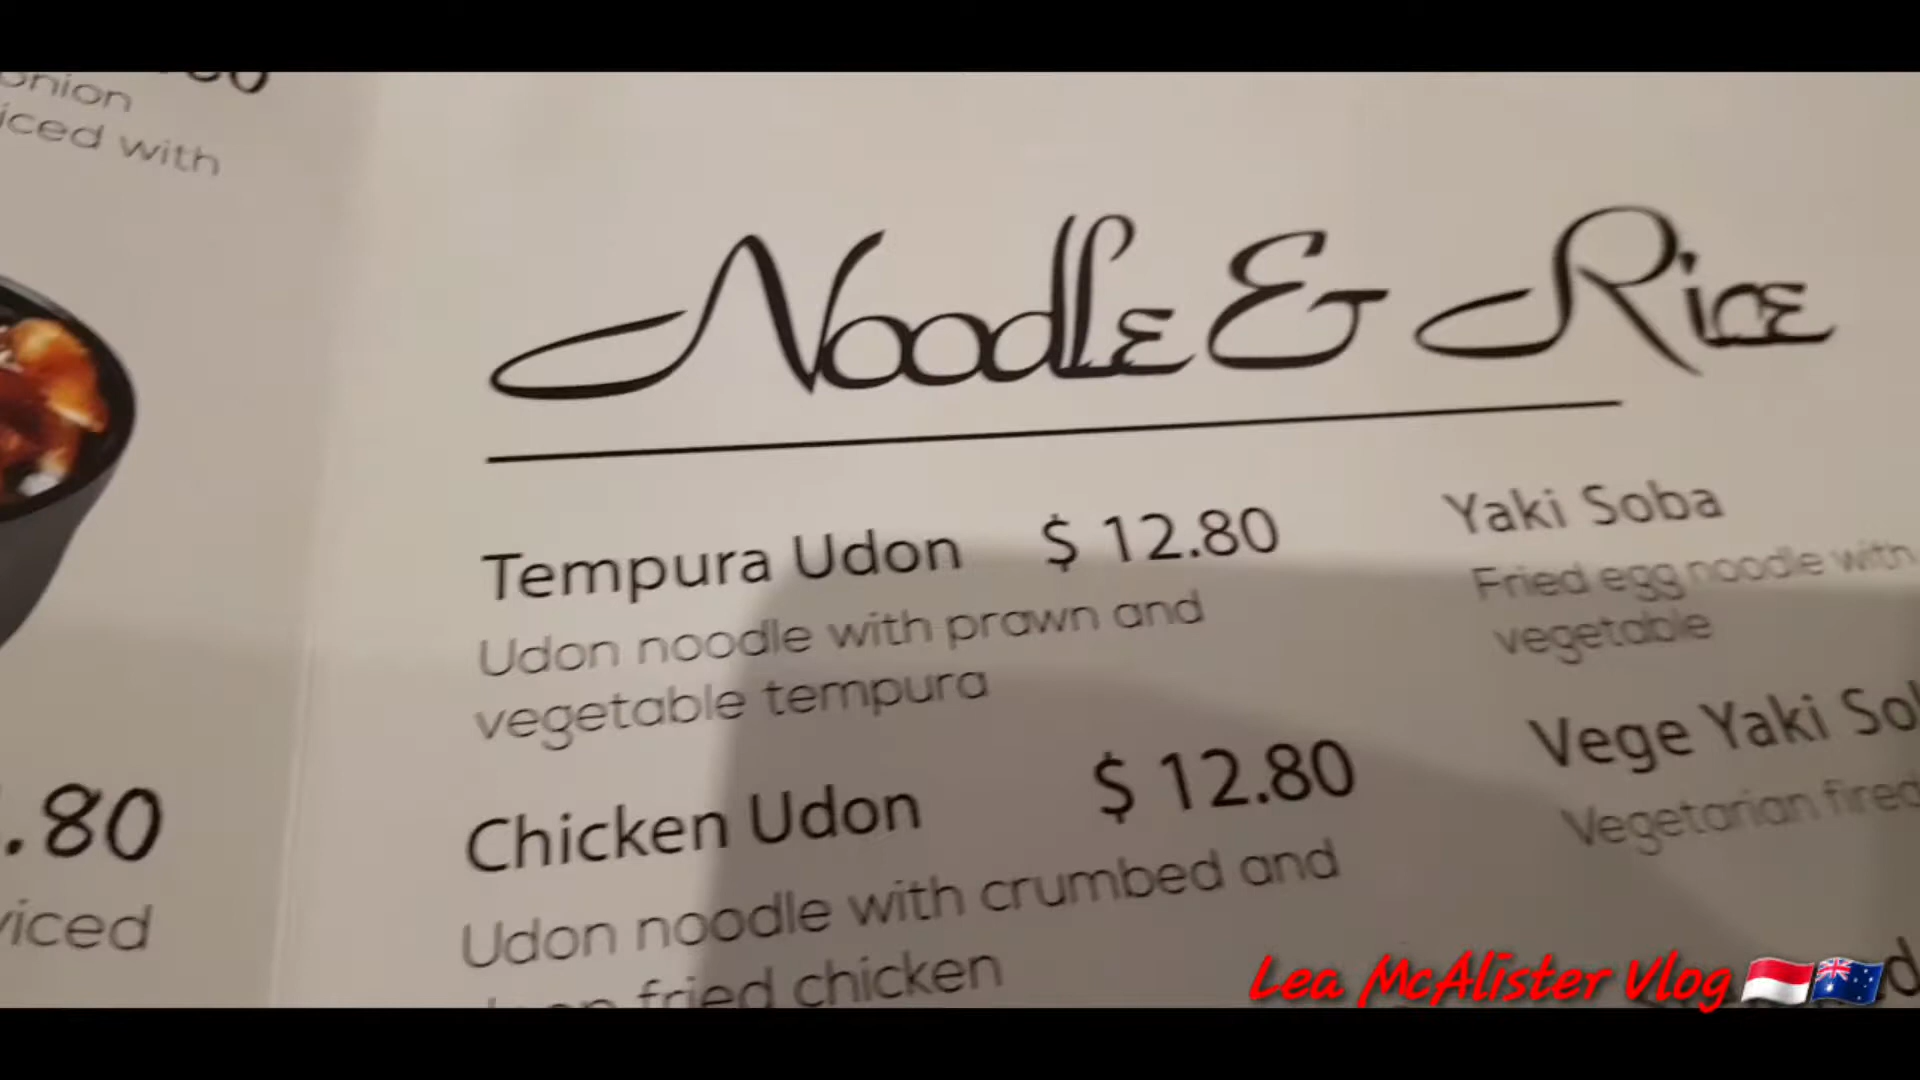 onion
iced with
Noodle & Rice
Tempura Udon $ 12.80
Udon noodle with prawn and
vegetable tempura
Chicken Udon $ 12.80
Udon noodle with crumbed and
fried chicken
Yaki Soba
Fried egg noodle with
vegetable
Vege Yaki So
Vegetarian fired
.80
viced
Lea McAlister Vlog